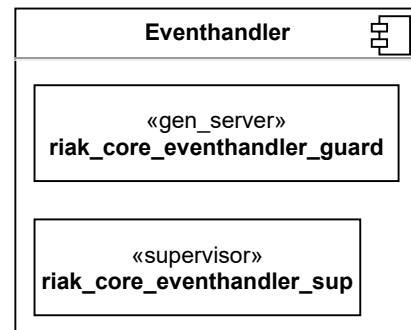 Eventhandler
«gen_server»
riak_core_eventhandler_guard
«supervisor»
riak_core_eventhandler_sup